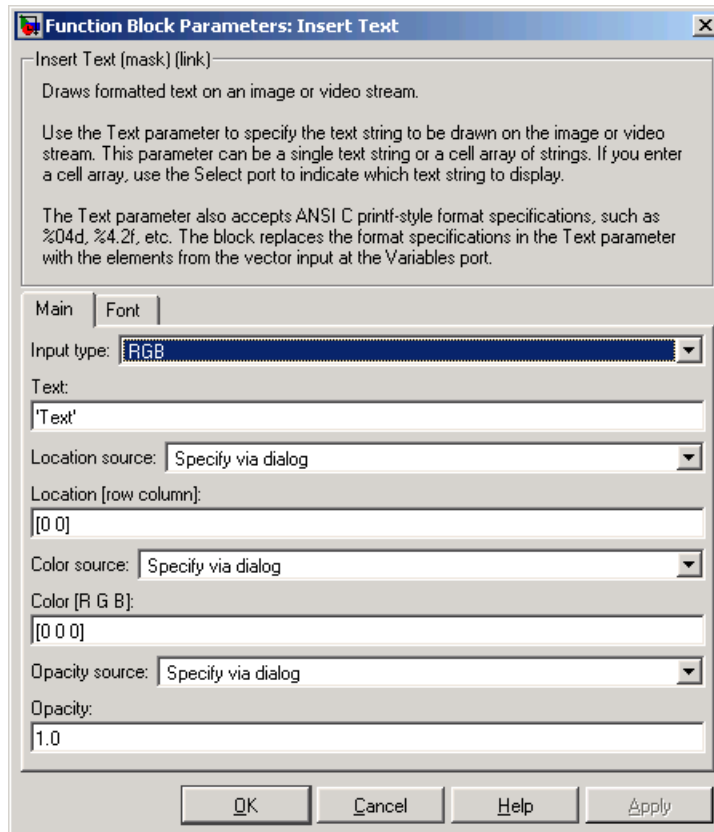 Function Block Parameters: Insert Text
Insert Text (mask) (link)
Draws formatted text on an image or video stream.
Use the Text parameter to specify the text string to be drawn on the image or video
stream. This parameter can be a single text string or a cell array of strings. If you enter
a cell array, use the Select port to indicate which text string to display.
The Text parameter also accepts ANSI C printf-style format specifications, such as
%04d, %4.2f, etc. The block replaces the format specifications in the Text parameter
with the elements from the vector input at the Variables port.
Main Font
Input type: RGB
Text:
'Text'
Location source: Specify via dialog
Location [row column]:
[0 0]
Color source: Specify via dialog
Color [R G B]:
[0 0 0]
Opacity source: Specify via dialog
Opacity:
1.0
OK Cancel Help Apply